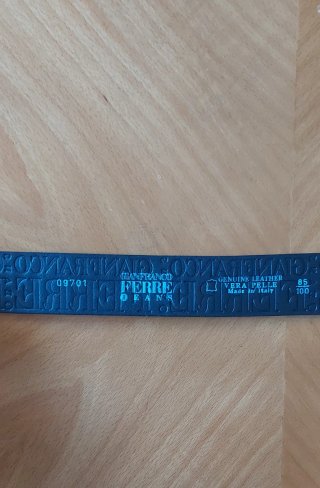 09701
GIANFRANCO
FERRE
JEANS
GENUINE LEATHER
VERA PELLE
Made in Italy
85
100